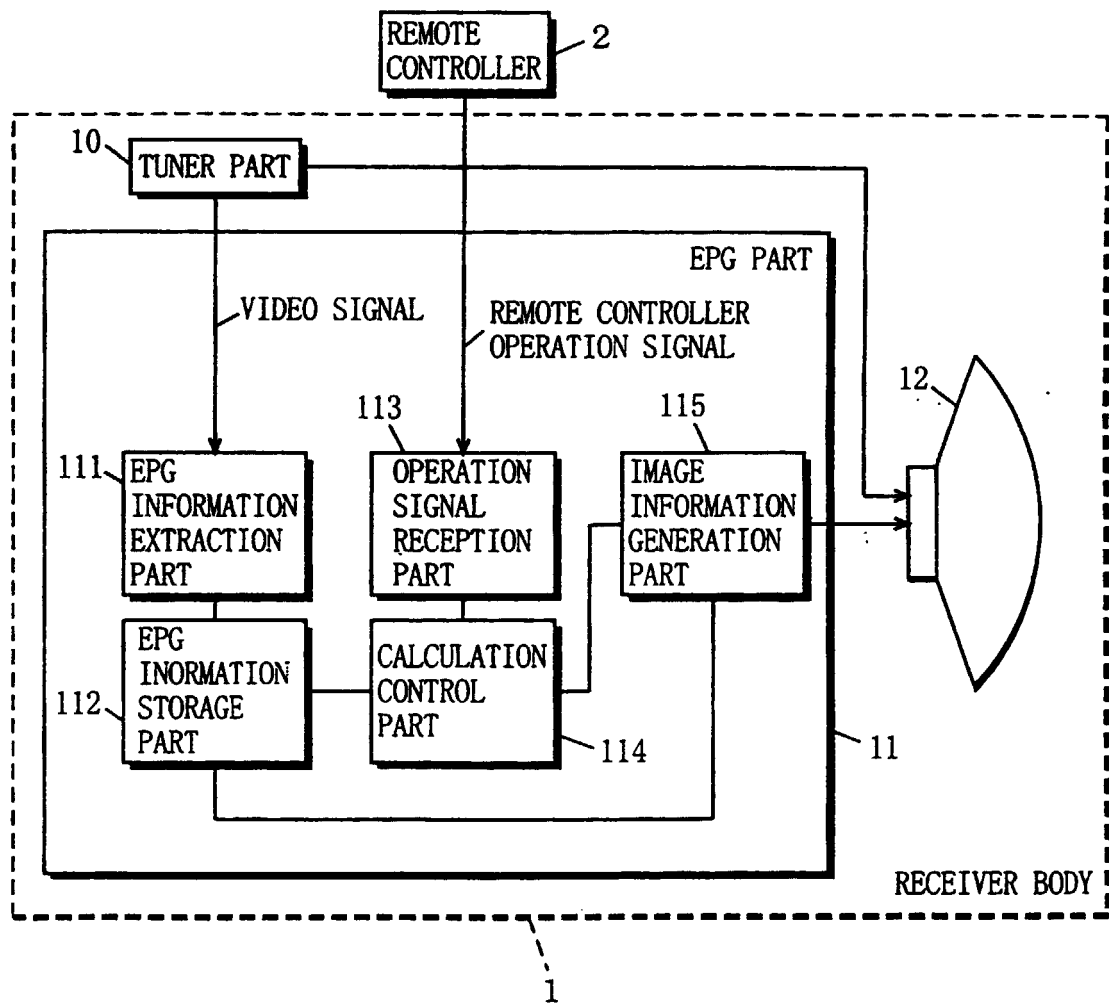 REMOTE
CONTROLLER
2
10
TUNER PART
EPG PART
VIDEO SIGNAL
REMOTE CONTROLLER
OPERATION SIGNAL
12
113
115
111
EPG
INFORMATION
EXTRACTION
PART
OPERATION
SIGNAL
RECEPTION
PART
IMAGE
INFORMATION
GENERATION
PART
112
EPG
INORMATION
STORAGE
PART
CALCULATION
CONTROL
PART
114
11
RECEIVER BODY
1